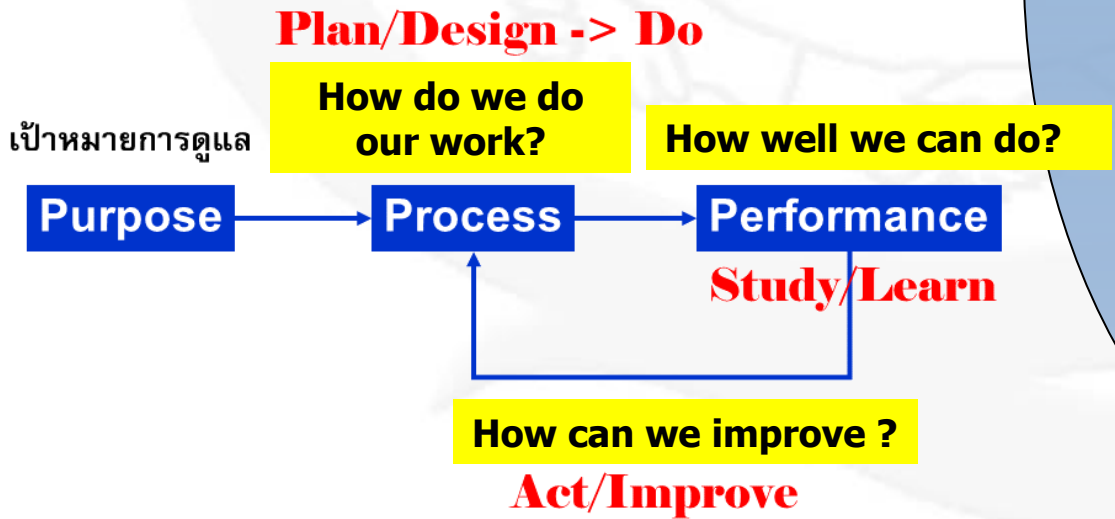 Plan/Design -> Do
How do we do
our work?
เป้าหมายการดูแล
How well we can do?
Purpose
Process
Performance
Study/Learn
How can we improve ?
Act/Improve